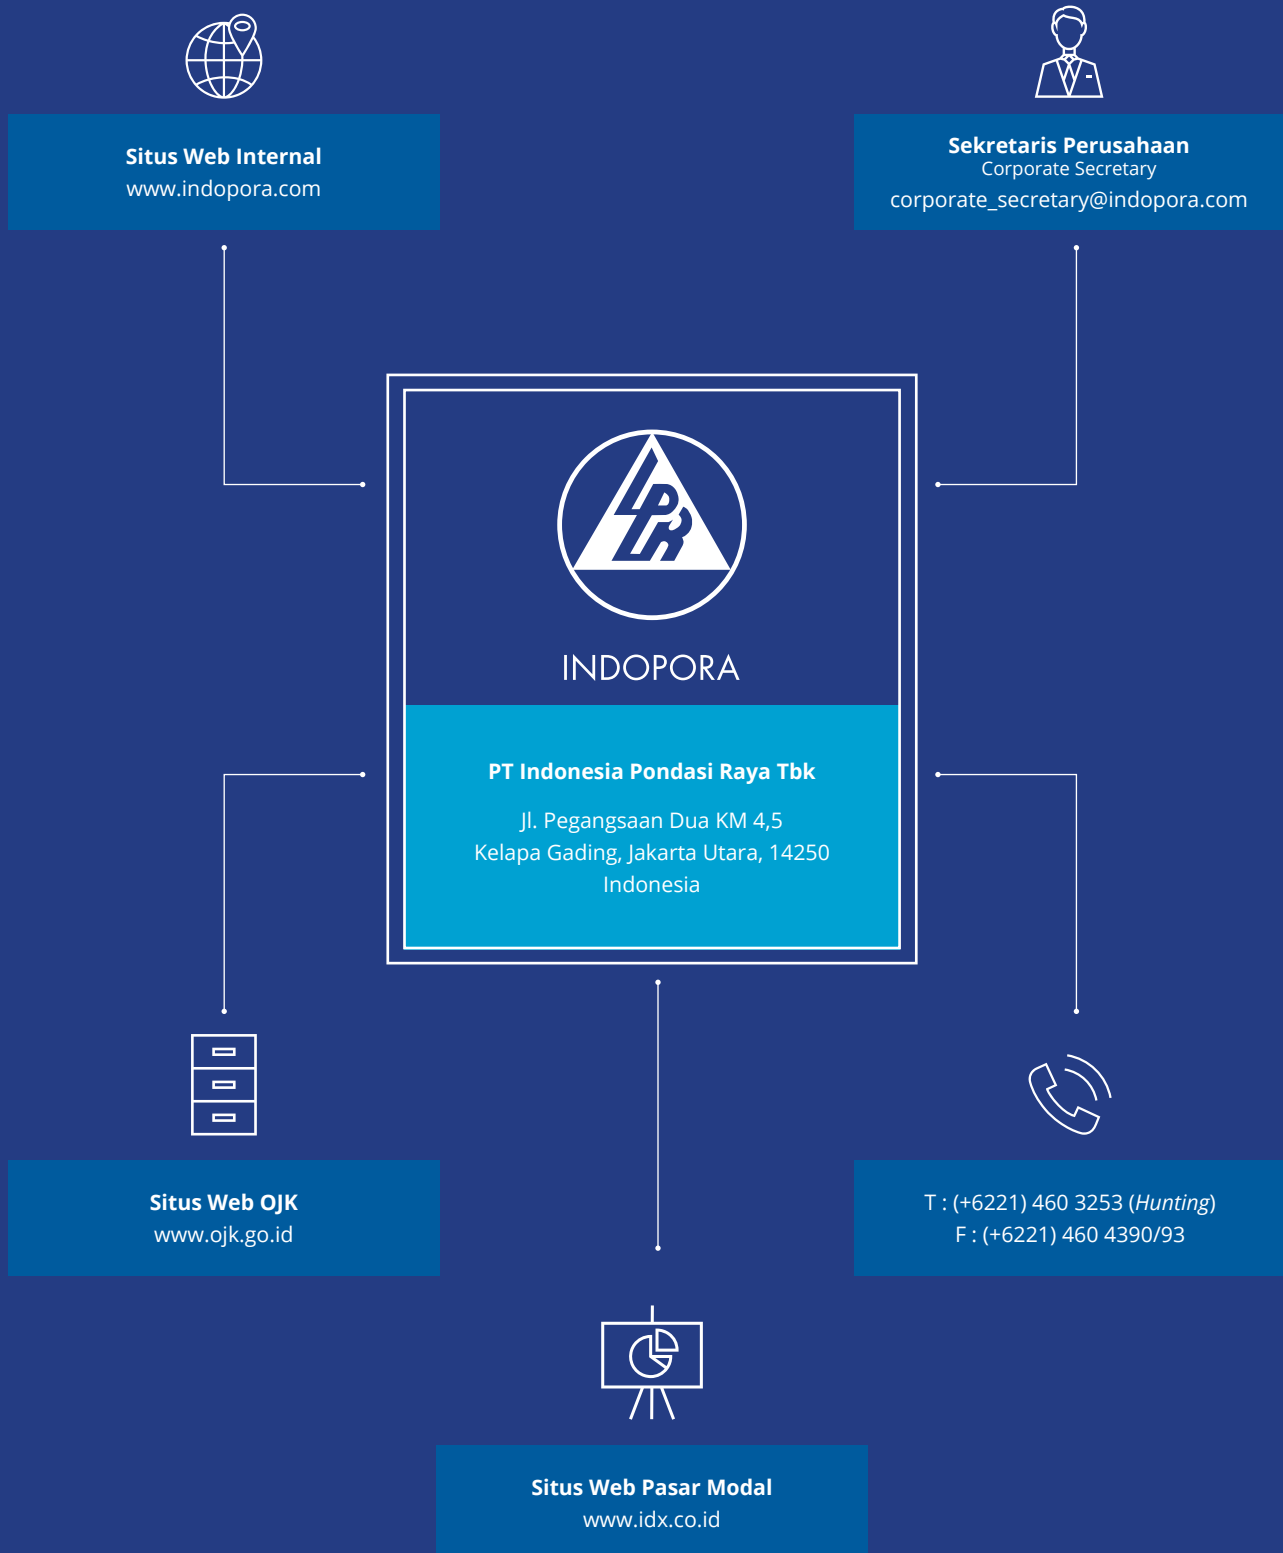 Situs Web Internal
www.indopora.com
Sekretaris Perusahaan
Corporate Secretary
corporate_secretary@indopora.com
IPR
INDOPORA
PT Indonesia Pondasi Raya Tbk
Jl. Pegangsaan Dua KM 4,5
Kelapa Gading, Jakarta Utara, 14250
Indonesia
Situs Web OJK
www.ojk.go.id
T : (+6221) 460 3253 (Hunting)
F : (+6221) 460 4390/93
Situs Web Pasar Modal
www.idx.co.id